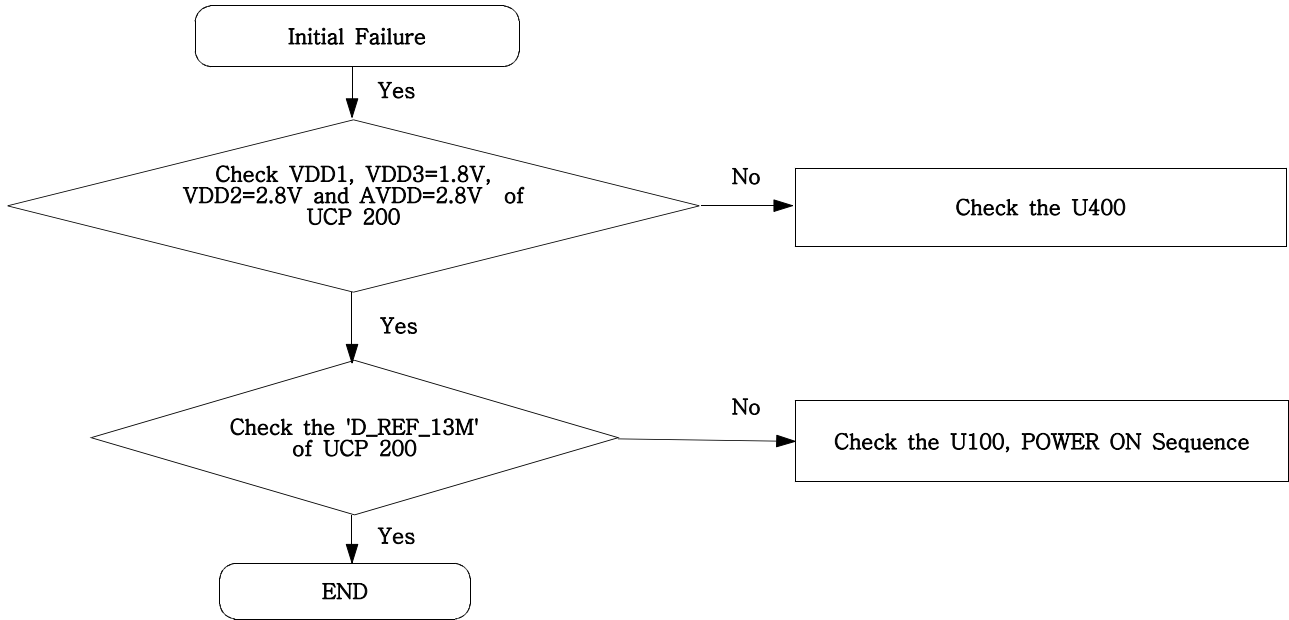 Initial Failure
Yes
Check VDD1, VDD3=1.8V,
VDD2=2.8V and AVDD=2.8V of
UCP 200
No
Check the U400
Yes
Check the 'D_REF_13M'
of UCP 200
No
Check the U100, POWER ON Sequence
Yes
END